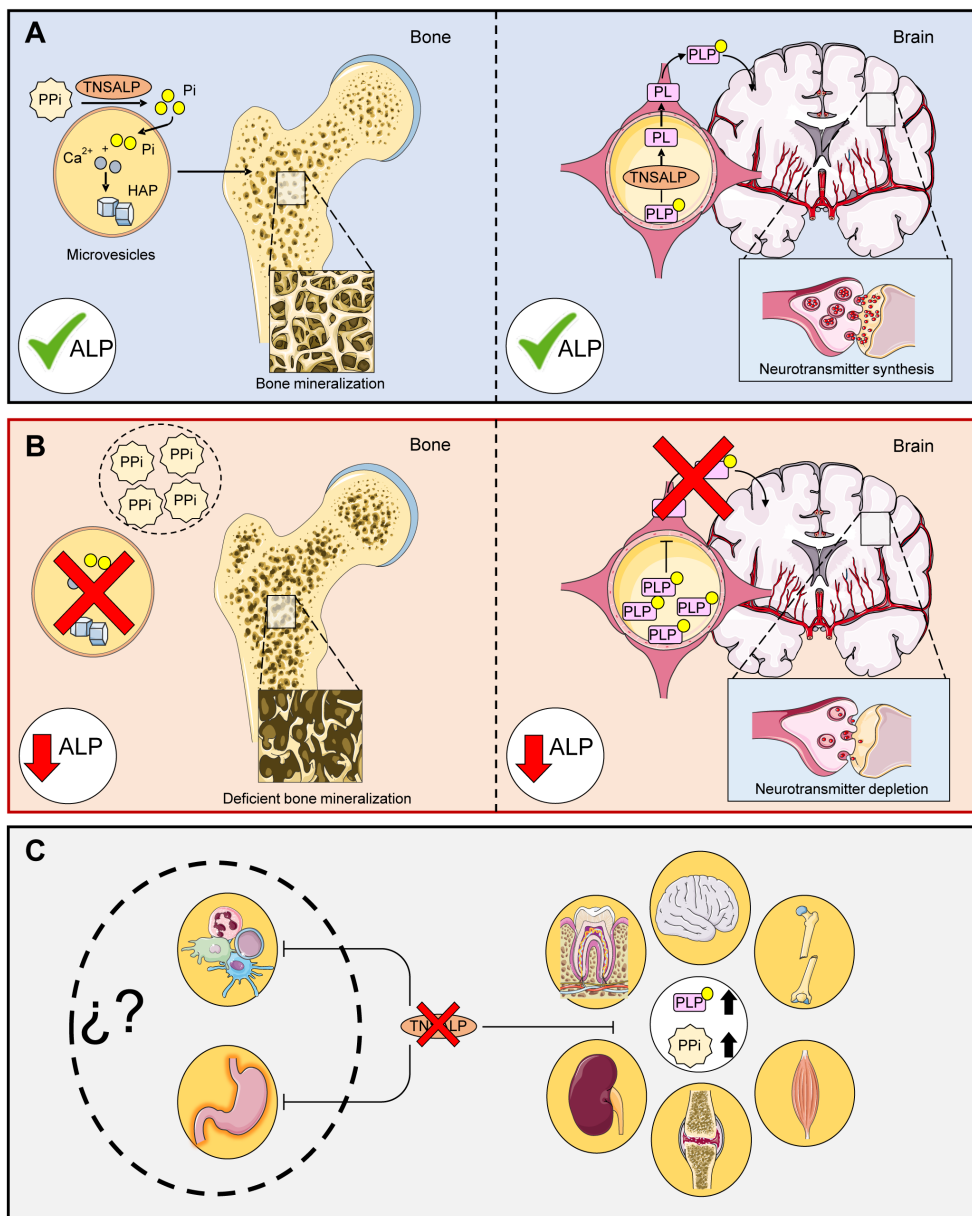 A
Bone
PPi
TNSALP
Pi
Ca2+
+
Pi
HAP
Microvesicles
ALP
Bone mineralization
Brain
PLP
PL
PL
TNSALP
PLP
ALP
Neurotransmitter synthesis
B
Bone
PPi
PPi
PPi
PPi
ALP
Deficient bone mineralization
Brain
PLP
PLP
PLP
PLP
ALP
Neurotransmitter depletion
C
¿?
PLP
PPi